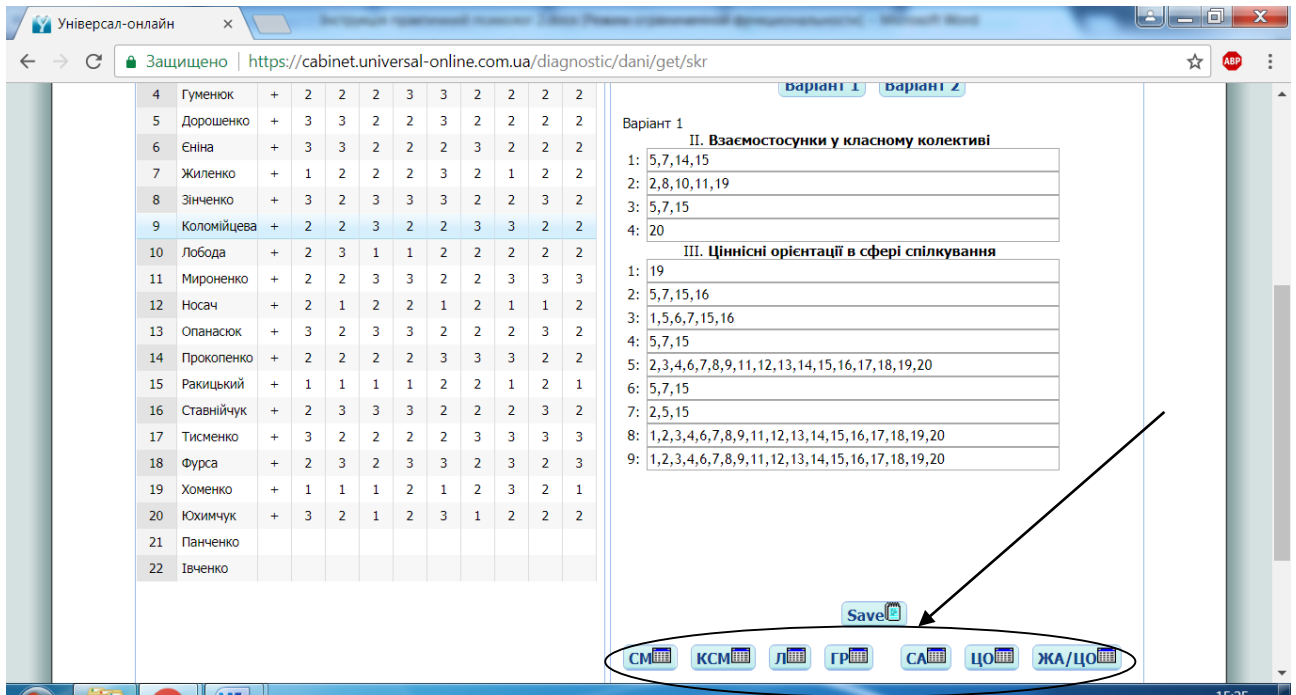 Універсал-онлайн
Защищено | https://cabinet.universal-online.com.ua/diagnostic/dani/get/skr
ABP
4 Гуменюк + 2 2 2 3 3 2 2 2 2
5 Дорошенко + 3 3 2 2 3 2 2 2 2
6 Єніна + 3 3 2 2 2 3 2 2 2
7 Жиленко + 1 2 2 2 3 2 1 2 2
8 Зінченко + 3 2 3 3 3 2 2 3 2
9 Коломійцева + 2 2 3 2 2 3 3 2 2
10 Лобода + 2 3 1 1 2 2 2 2 2
11 Мироненко + 2 2 3 3 2 2 3 3 3
12 Носач + 2 1 2 2 1 2 1 1 2
13 Опанасюк + 3 2 3 3 2 2 2 3 2
14 Прокопенко + 2 2 2 2 3 3 3 2 2
15 Ракицький + 1 1 1 1 2 2 1 2 1
16 Ставнійчук + 2 3 3 3 2 2 2 3 2
17 Тисменко + 3 2 2 2 2 3 3 3 3
18 Фурса + 2 3 2 3 3 2 3 2 3
19 Хоменко + 1 1 1 2 1 2 3 2 1
20 Юхимчук + 3 2 1 2 3 1 2 2 2
21 Панченко
22 Івченко
Варіант 1 Варіант 2
Варіант 1
II. Взаємостосунки у класному колективі
1: 5,7,14,15
2: 2,8,10,11,19
3: 5,7,15
4: 20
III. Ціннісні орієнтації в сфері спілкування
1: 19
2: 5,7,15,16
3: 1,5,6,7,15,16
4: 5,7,15
5: 2,3,4,6,7,8,9,11,12,13,14,15,16,17,18,19,20
6: 5,7,15
7: 2,5,15
8: 1,2,3,4,6,7,8,9,11,12,13,14,15,16,17,18,19,20
9: 1,2,3,4,6,7,8,9,11,12,13,14,15,16,17,18,19,20
Save
СМ КСМ Л ГР СА ЦО ЖА/ЦО
15:25